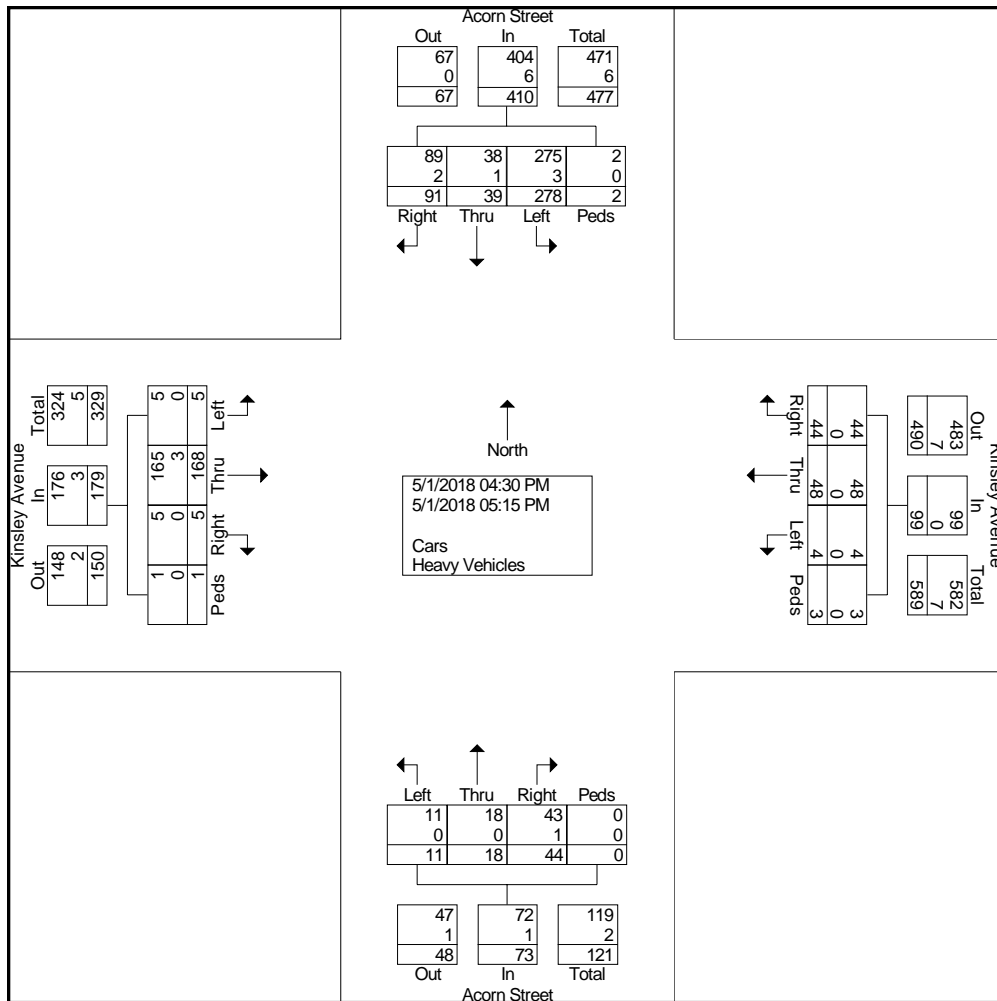 Acorn Street
Out In Total
67 404 471
0 6 6
67 410 477
89 38 275 2
2 1 3 0
91 39 278 2
Right Thru Left Peds
Kinsley Avenue
Total In Out
324 176 148
5 3 2
329 179 150
5 165 5 1
0 3 0 0
5 168 5 1
Left Thru Right Peds
North
5/1/2018 04:30 PM
5/1/2018 05:15 PM
Cars
Heavy Vehicles
Right Thru Left Peds
44 48 4 3
0 0 0 0
44 48 4 3
490 99 589
7 0 7
483 99 582
Out In Total
Kinsley Avenue
Left Thru Right Peds
11 18 43 0
0 0 1 0
11 18 44 0
47 72 119
1 1 2
48 73 121
Out In Total
Acorn Street